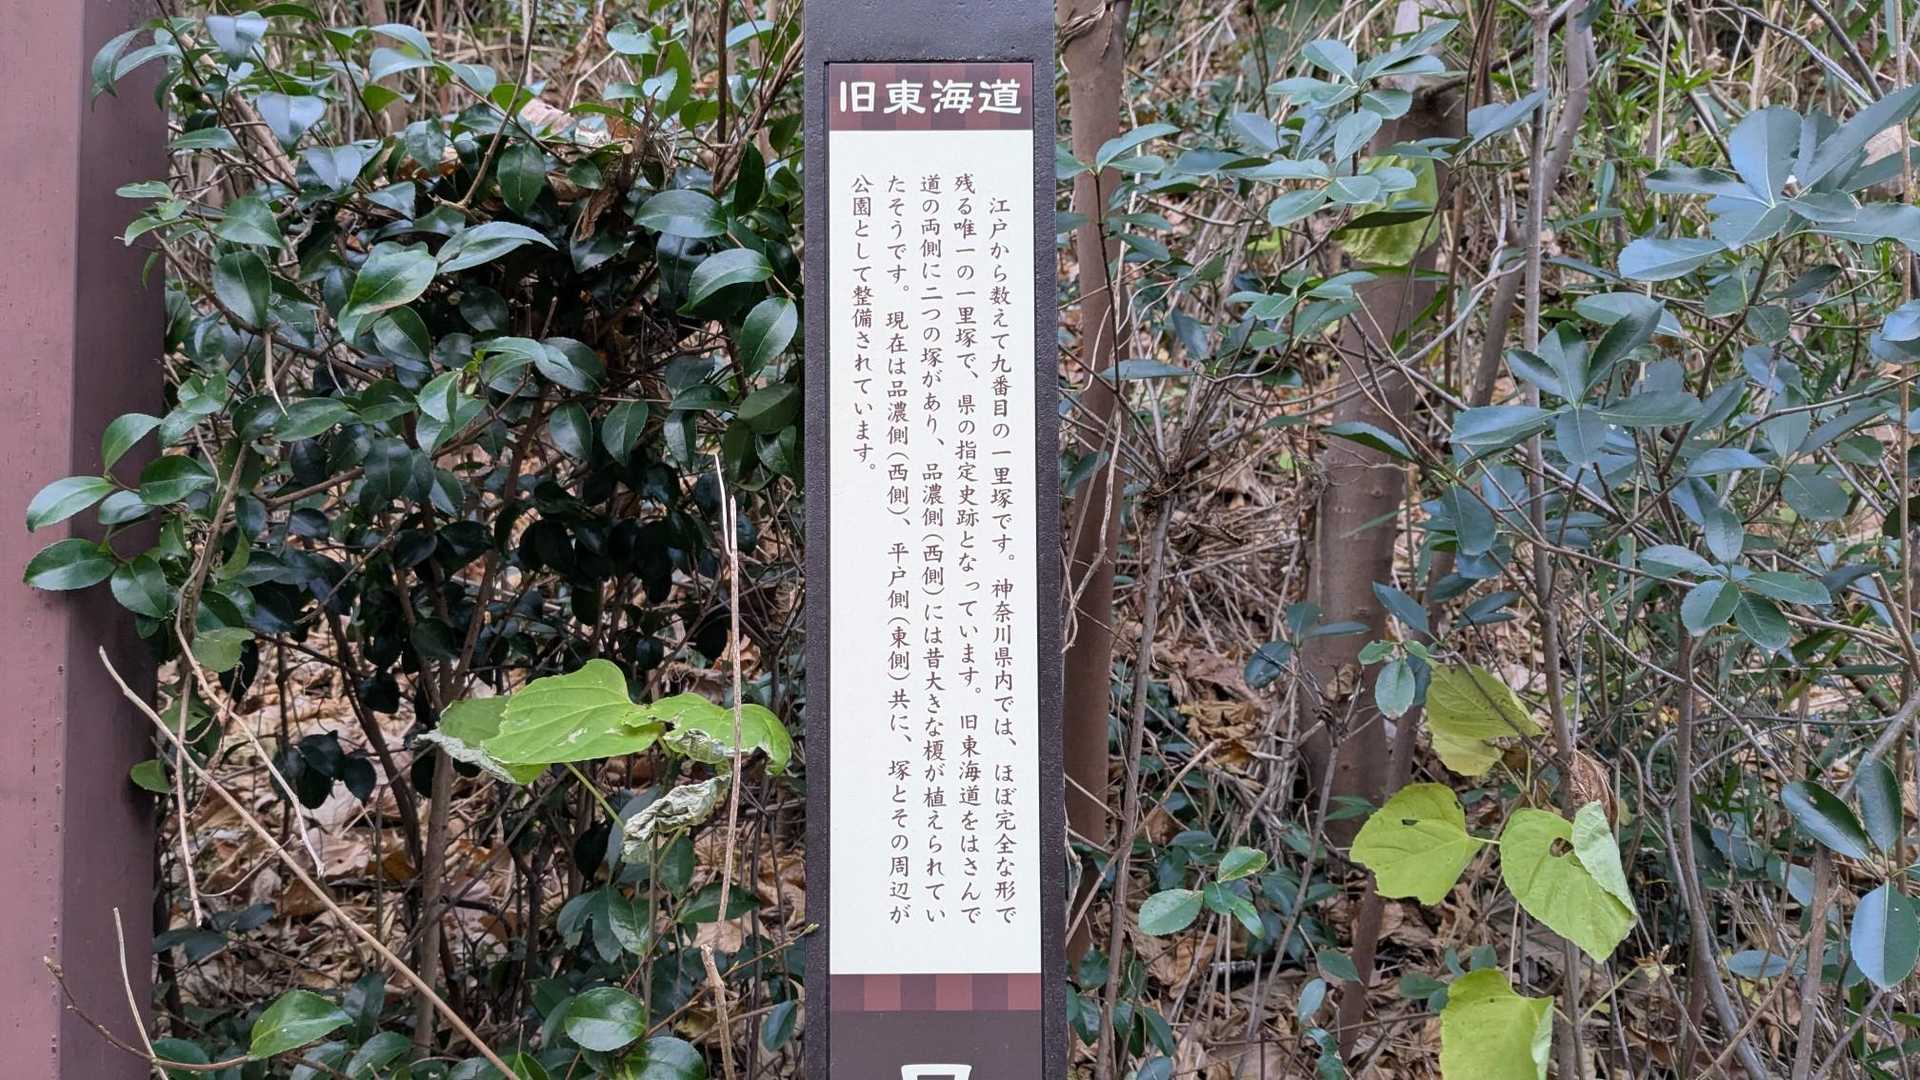 旧東海道
江戸から数えて九番目の一里塚です。神奈川県内では、ほぼ完全な形で
残る唯一の一里塚で、県の指定史跡となっています。旧東海道をはさんで
道の両側に二つの塚があり、品濃側(西側)には昔大きな榎が植えられてい
たそうです。現在は品濃側(西側)、平戸側(東側)共に、塚とその周辺が
公園として整備されています。